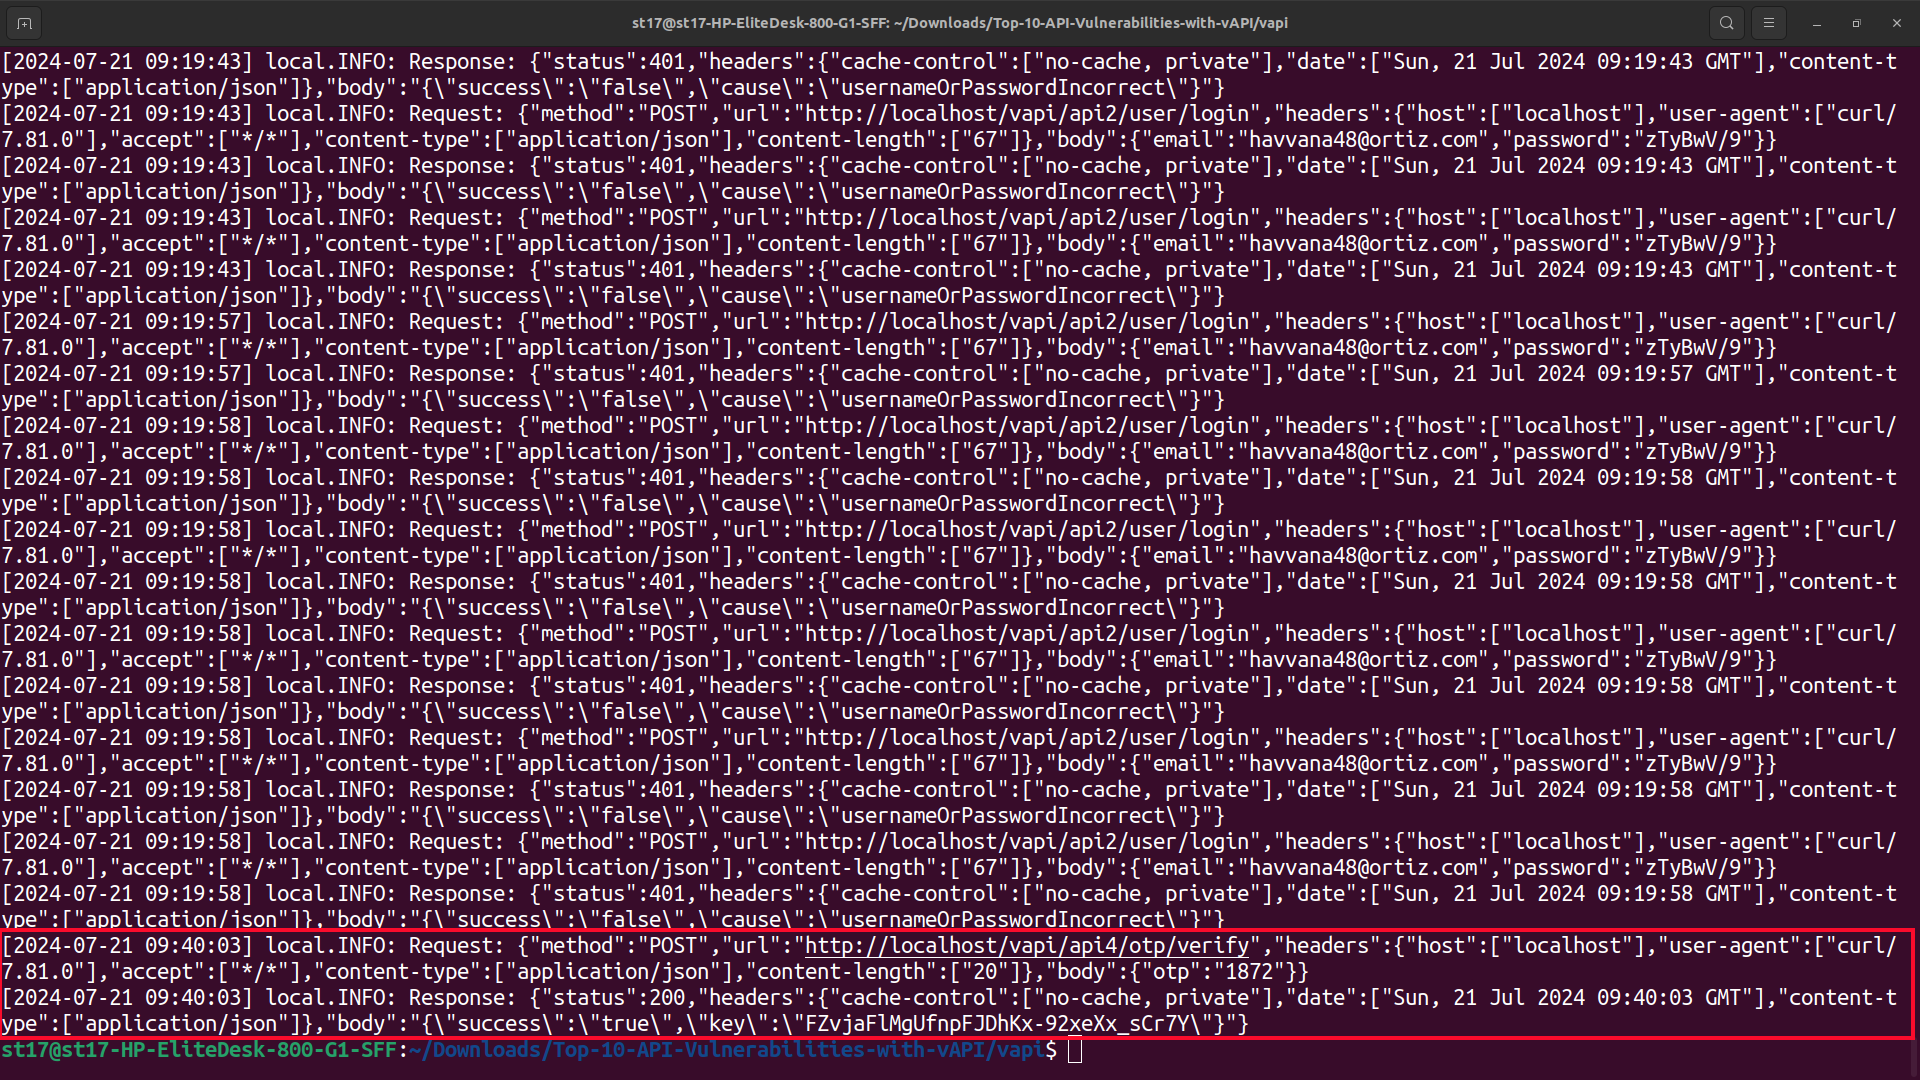 st17@st17-HP-EliteDesk-800-G1-SFF: ~/Downloads/Top-10-API-Vulnerabilities-with-vAPI/vapi
[2024-07-21 09:19:43] local.INFO: Response: {"status":401,"headers":{"cache-control":["no-cache, private"],"date":["Sun, 21 Jul 2024 09:19:43 GMT"],"content-t
ype":["application/json"]},"body":"{\"success\":\"false\",\"cause\":\"usernameOrPasswordIncorrect\"}"}
[2024-07-21 09:19:43] local.INFO: Request: {"method":"POST","url":"http://localhost/vapi/api2/user/login","headers":{"host":["localhost"],"user-agent":["curl/
7.81.0"],"accept":["*/*"],"content-type":["application/json"],"content-length":["67"]},"body":{"email":"havvana48@ortiz.com","password":"zTyBwV/9"}}
[2024-07-21 09:19:43] local.INFO: Response: {"status":401,"headers":{"cache-control":["no-cache, private"],"date":["Sun, 21 Jul 2024 09:19:43 GMT"],"content-t
ype":["application/json"]},"body":"{\"success\":\"false\",\"cause\":\"usernameOrPasswordIncorrect\"}"}
[2024-07-21 09:19:43] local.INFO: Request: {"method":"POST","url":"http://localhost/vapi/api2/user/login","headers":{"host":["localhost"],"user-agent":["curl/
7.81.0"],"accept":["*/*"],"content-type":["application/json"],"content-length":["67"]},"body":{"email":"havvana48@ortiz.com","password":"zTyBwV/9"}}
[2024-07-21 09:19:43] local.INFO: Response: {"status":401,"headers":{"cache-control":["no-cache, private"],"date":["Sun, 21 Jul 2024 09:19:43 GMT"],"content-t
ype":["application/json"]},"body":"{\"success\":\"false\",\"cause\":\"usernameOrPasswordIncorrect\"}"}
[2024-07-21 09:19:57] local.INFO: Request: {"method":"POST","url":"http://localhost/vapi/api2/user/login","headers":{"host":["localhost"],"user-agent":["curl/
7.81.0"],"accept":["*/*"],"content-type":["application/json"],"content-length":["67"]},"body":{"email":"havvana48@ortiz.com","password":"zTyBwV/9"}}
[2024-07-21 09:19:57] local.INFO: Response: {"status":401,"headers":{"cache-control":["no-cache, private"],"date":["Sun, 21 Jul 2024 09:19:57 GMT"],"content-t
ype":["application/json"]},"body":"{\"success\":\"false\",\"cause\":\"usernameOrPasswordIncorrect\"}"}
[2024-07-21 09:19:58] local.INFO: Request: {"method":"POST","url":"http://localhost/vapi/api2/user/login","headers":{"host":["localhost"],"user-agent":["curl/
7.81.0"],"accept":["*/*"],"content-type":["application/json"],"content-length":["67"]},"body":{"email":"havvana48@ortiz.com","password":"zTyBwV/9"}}
[2024-07-21 09:19:58] local.INFO: Response: {"status":401,"headers":{"cache-control":["no-cache, private"],"date":["Sun, 21 Jul 2024 09:19:58 GMT"],"content-t
ype":["application/json"]},"body":"{\"success\":\"false\",\"cause\":\"usernameOrPasswordIncorrect\"}"}
[2024-07-21 09:19:58] local.INFO: Request: {"method":"POST","url":"http://localhost/vapi/api2/user/login","headers":{"host":["localhost"],"user-agent":["curl/
7.81.0"],"accept":["*/*"],"content-type":["application/json"],"content-length":["67"]},"body":{"email":"havvana48@ortiz.com","password":"zTyBwV/9"}}
[2024-07-21 09:19:58] local.INFO: Response: {"status":401,"headers":{"cache-control":["no-cache, private"],"date":["Sun, 21 Jul 2024 09:19:58 GMT"],"content-t
ype":["application/json"]},"body":"{\"success\":\"false\",\"cause\":\"usernameOrPasswordIncorrect\"}"}
[2024-07-21 09:19:58] local.INFO: Request: {"method":"POST","url":"http://localhost/vapi/api2/user/login","headers":{"host":["localhost"],"user-agent":["curl/
7.81.0"],"accept":["*/*"],"content-type":["application/json"],"content-length":["67"]},"body":{"email":"havvana48@ortiz.com","password":"zTyBwV/9"}}
[2024-07-21 09:19:58] local.INFO: Response: {"status":401,"headers":{"cache-control":["no-cache, private"],"date":["Sun, 21 Jul 2024 09:19:58 GMT"],"content-t
ype":["application/json"]},"body":"{\"success\":\"false\",\"cause\":\"usernameOrPasswordIncorrect\"}"}
[2024-07-21 09:19:58] local.INFO: Request: {"method":"POST","url":"http://localhost/vapi/api2/user/login","headers":{"host":["localhost"],"user-agent":["curl/
7.81.0"],"accept":["*/*"],"content-type":["application/json"],"content-length":["67"]},"body":{"email":"havvana48@ortiz.com","password":"zTyBwV/9"}}
[2024-07-21 09:19:58] local.INFO: Response: {"status":401,"headers":{"cache-control":["no-cache, private"],"date":["Sun, 21 Jul 2024 09:19:58 GMT"],"content-t
ype":["application/json"]},"body":"{\"success\":\"false\",\"cause\":\"usernameOrPasswordIncorrect\"}"}
[2024-07-21 09:19:58] local.INFO: Request: {"method":"POST","url":"http://localhost/vapi/api2/user/login","headers":{"host":["localhost"],"user-agent":["curl/
7.81.0"],"accept":["*/*"],"content-type":["application/json"],"content-length":["67"]},"body":{"email":"havvana48@ortiz.com","password":"zTyBwV/9"}}
[2024-07-21 09:19:58] local.INFO: Response: {"status":401,"headers":{"cache-control":["no-cache, private"],"date":["Sun, 21 Jul 2024 09:19:58 GMT"],"content-t
ype":["application/json"]},"body":"{\"success\":\"false\",\"cause\":\"usernameOrPasswordIncorrect\"}"}
[2024-07-21 09:40:03] local.INFO: Request: {"method":"POST","url":"http://localhost/vapi/api4/otp/verify","headers":{"host":["localhost"],"user-agent":["curl/
7.81.0"],"accept":["*/*"],"content-type":["application/json"],"content-length":["20"]},"body":{"otp":"1872"}}
[2024-07-21 09:40:03] local.INFO: Response: {"status":200,"headers":{"cache-control":["no-cache, private"],"date":["Sun, 21 Jul 2024 09:40:03 GMT"],"content-t
ype":["application/json"]},"body":"{\"success\":\"true\",\"key\":\"FZvjaFlMgUfnpFJDhKx-92xeXx_sCr7Y\"}"}
st17@st17-HP-EliteDesk-800-G1-SFF:~/Downloads/Top-10-API-Vulnerabilities-with-vAPI/vapi$